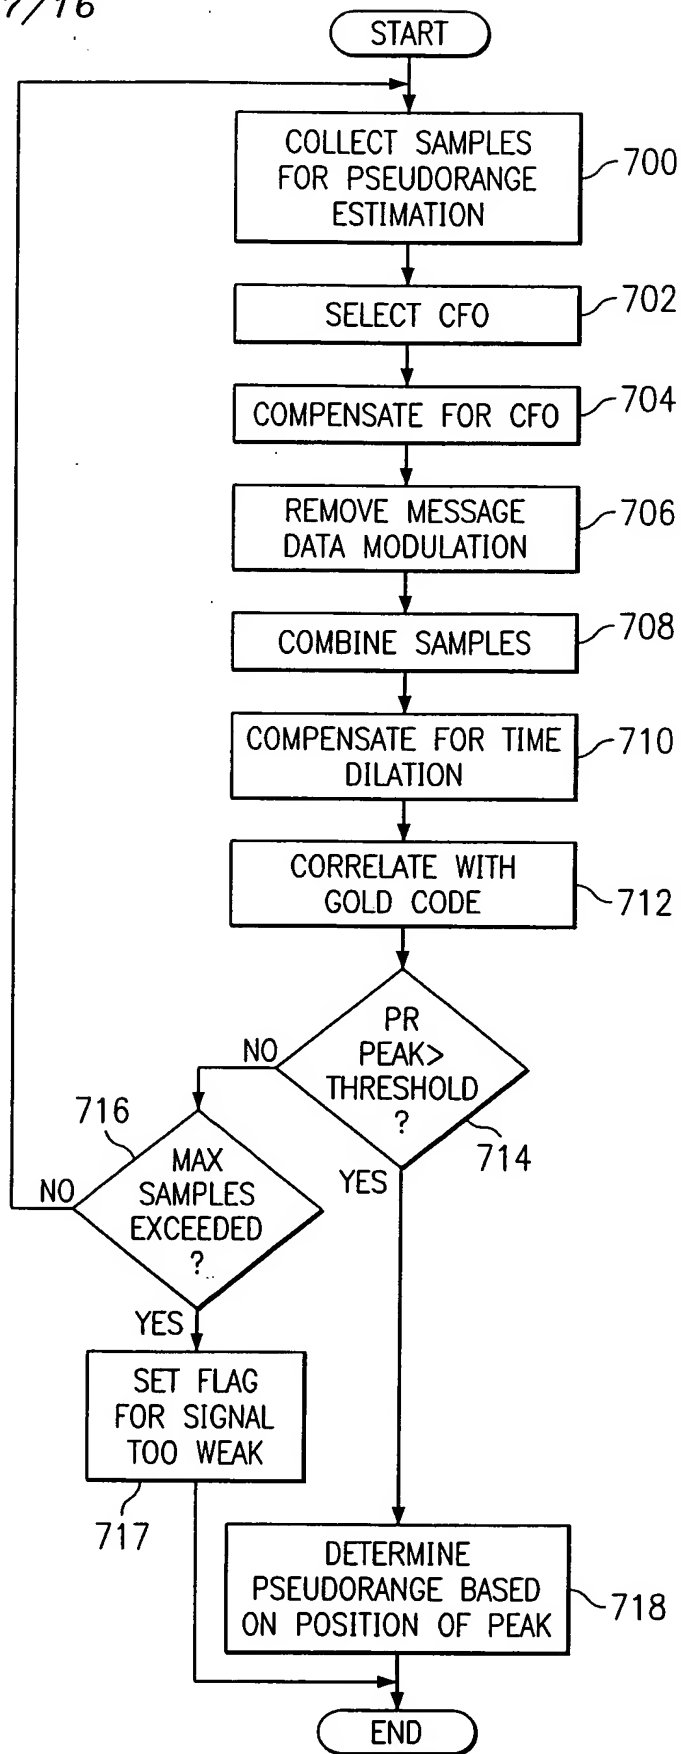 7/16
START
COLLECT SAMPLES
FOR PSEUDORANGE
ESTIMATION
700
SELECT CFO
702
COMPENSATE FOR CFO
704
REMOVE MESSAGE
DATA MODULATION
706
COMBINE SAMPLES
708
COMPENSATE FOR TIME
DILATION
710
CORRELATE WITH
GOLD CODE
712
PR
PEAK>
THRESHOLD
?
714
NO
YES
716
MAX
SAMPLES
EXCEEDED
?
NO
YES
SET FLAG
FOR SIGNAL
TOO WEAK
717
DETERMINE
PSEUDORANGE BASED
ON POSITION OF PEAK
718
END